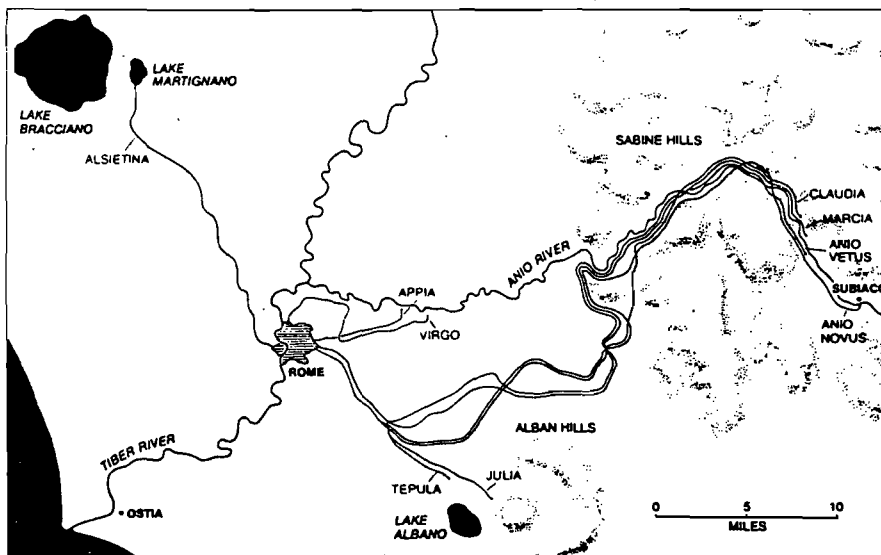 LAKE
BRACCIANO
LAKE
MARTIGNANO
ALSIETINA
SABINE HILLS
CLAUDIA
MARCIA
ANIO
VETUS
SUBIACO
ANIO
NOVUS
ANIO RIVER
APPIA
VIRGO
ROME
TIBER RIVER
OSTIA
ALBAN HILLS
TEPULA
JULIA
LAKE
ALBANO
0 5 10
MILES